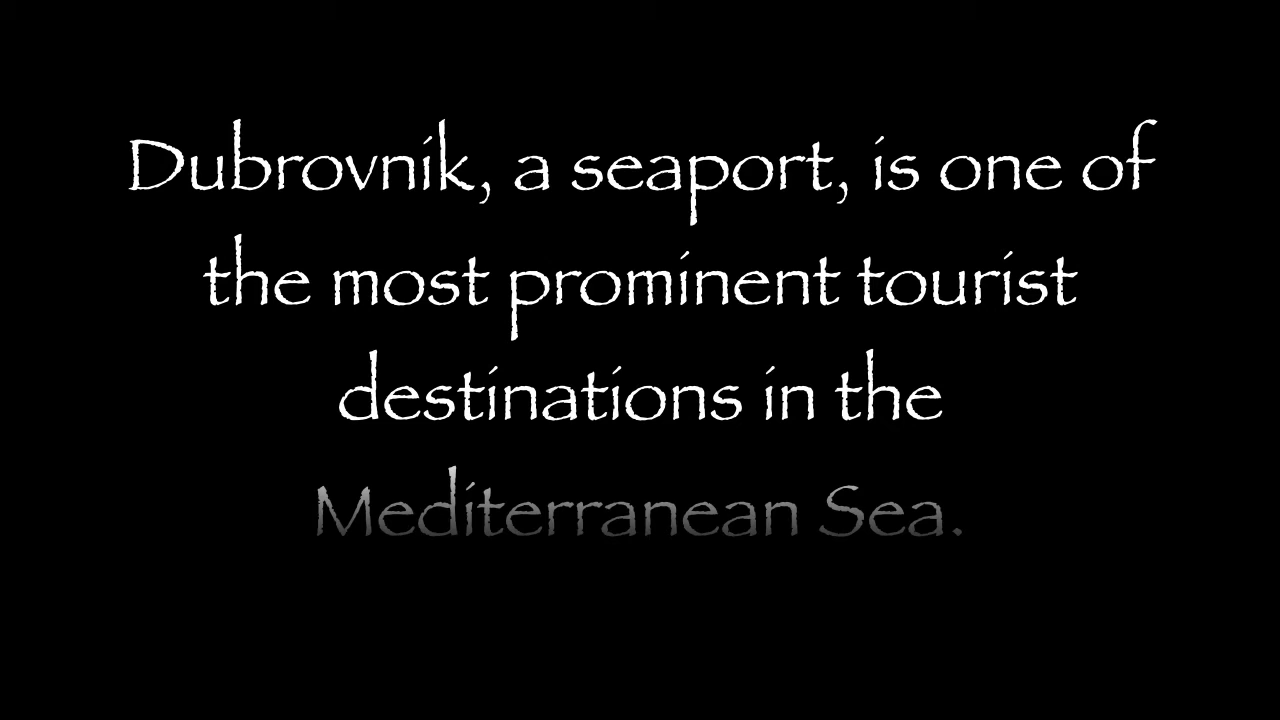 Dubrovnik, a seaport, is one of
the most prominent tourist
destinations in the
Mediterranean Sea.